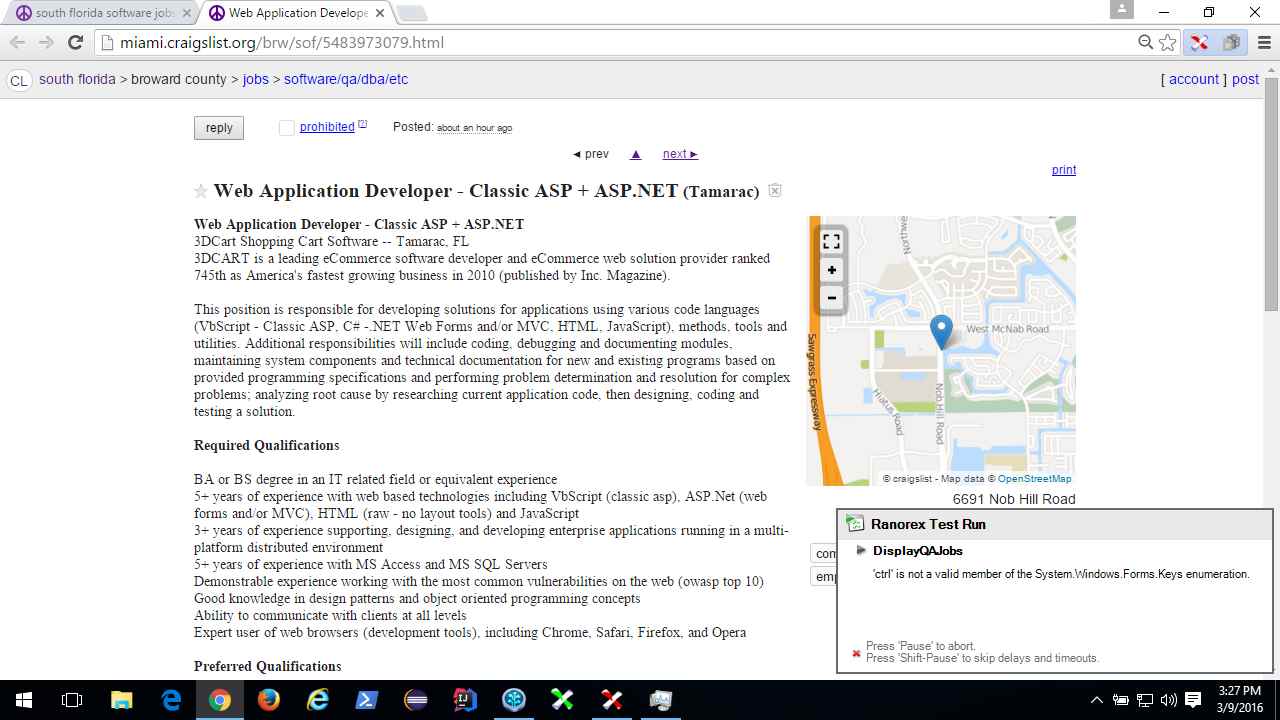 south florida software jobs
Web Application Develope
miami.craigslist.org/brw/sof/5483973079.html
CL south florida > broward county > jobs > software/qa/dba/etc
[ account ] post
reply
prohibited [?]
Posted: about an hour ago
◄ prev ▲ next ►
print
Web Application Developer - Classic ASP + ASP.NET (Tamarac)
Web Application Developer - Classic ASP + ASP.NET
3DCart Shopping Cart Software -- Tamarac, FL
3DCART is a leading eCommerce software developer and eCommerce web solution provider ranked
745th as America's fastest growing business in 2010 (published by Inc. Magazine).
This position is responsible for developing solutions for applications using various code languages
(VbScript - Classic ASP, C# -.NET Web Forms and/or MVC, HTML, JavaScript), methods, tools and
utilities. Additional responsibilities will include coding, debugging and documenting modules,
maintaining system components and technical documentation for new and existing programs based on
provided programming specifications and performing problem determination and resolution for complex
problems; analyzing root cause by researching current application code, then designing, coding and
testing a solution.
Required Qualifications
BA or BS degree in an IT related field or equivalent experience
5+ years of experience with web based technologies including VbScript (classic asp), ASP.Net (web
forms and/or MVC), HTML (raw - no layout tools) and JavaScript
3+ years of experience supporting, designing, and developing enterprise applications running in a multi-
platform distributed environment
5+ years of experience with MS Access and MS SQL Servers
Demonstrable experience working with the most common vulnerabilities on the web (owasp top 10)
Good knowledge in design patterns and object oriented programming concepts
Ability to communicate with clients at all levels
Expert user of web browsers (development tools), including Chrome, Safari, Firefox, and Opera
Preferred Qualifications
+
-
West McNab Road
Sawgrass Expressway
Hiatus Road
Nob Hill Road
© craigslist - Map data © OpenStreetMap
6691 Nob Hill Road
com
emp
Ranorex Test Run
DisplayQAJobs
'ctrl' is not a valid member of the System.Windows.Forms.Keys enumeration.
Press 'Pause' to abort.
Press 'Shift-Pause' to skip delays and timeouts.
3:27 PM
3/9/2016